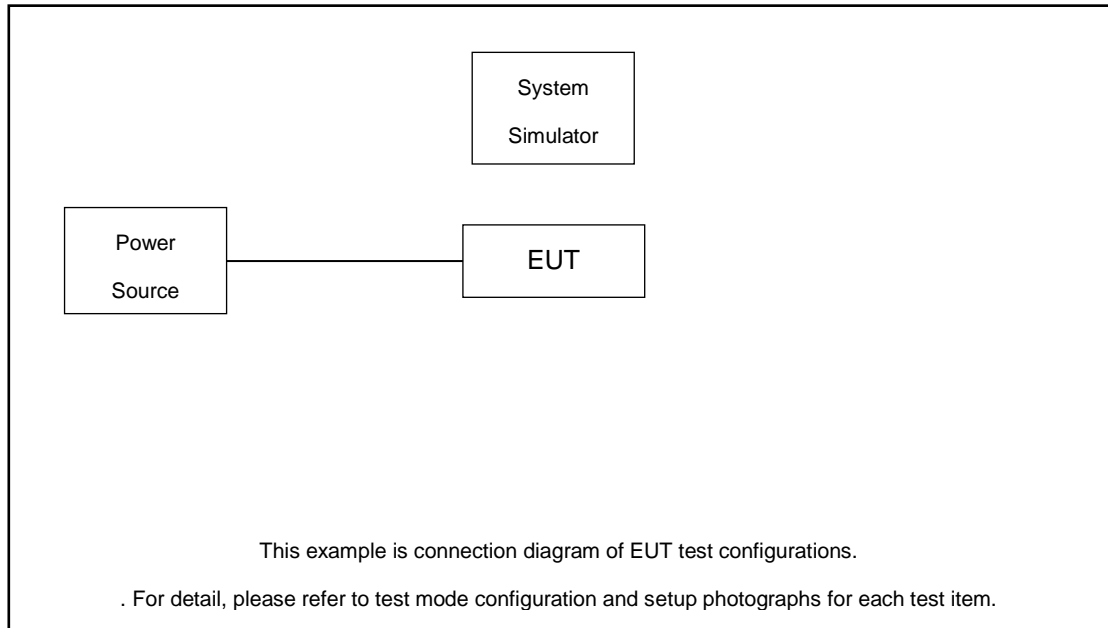 System
Simulator
Power
Source
EUT
This example is connection diagram of EUT test configurations.
. For detail, please refer to test mode configuration and setup photographs for each test item.